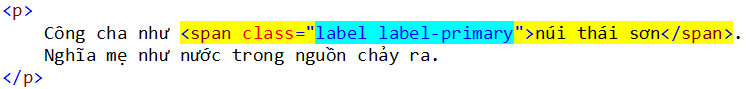 <p>
Công cha như <span class="label label-primary">núi thái sơn</span>.
Nghĩa mẹ như nước trong nguồn chảy ra.
</p>